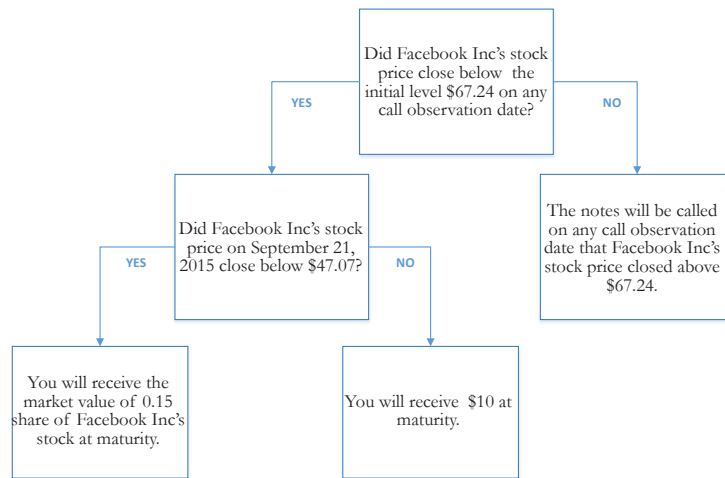 Did Facebook Inc's stock
price close below the
initial level $67.24 on any
call observation date?
YES
NO
Did Facebook Inc's stock
price on September 21,
2015 close below $47.07?
The notes will be called
on any call observation
date that Facebook Inc's
stock price closed above
$67.24.
YES
NO
You will receive the
market value of 0.15
share of Facebook Inc's
stock at maturity.
You will receive $10 at
maturity.